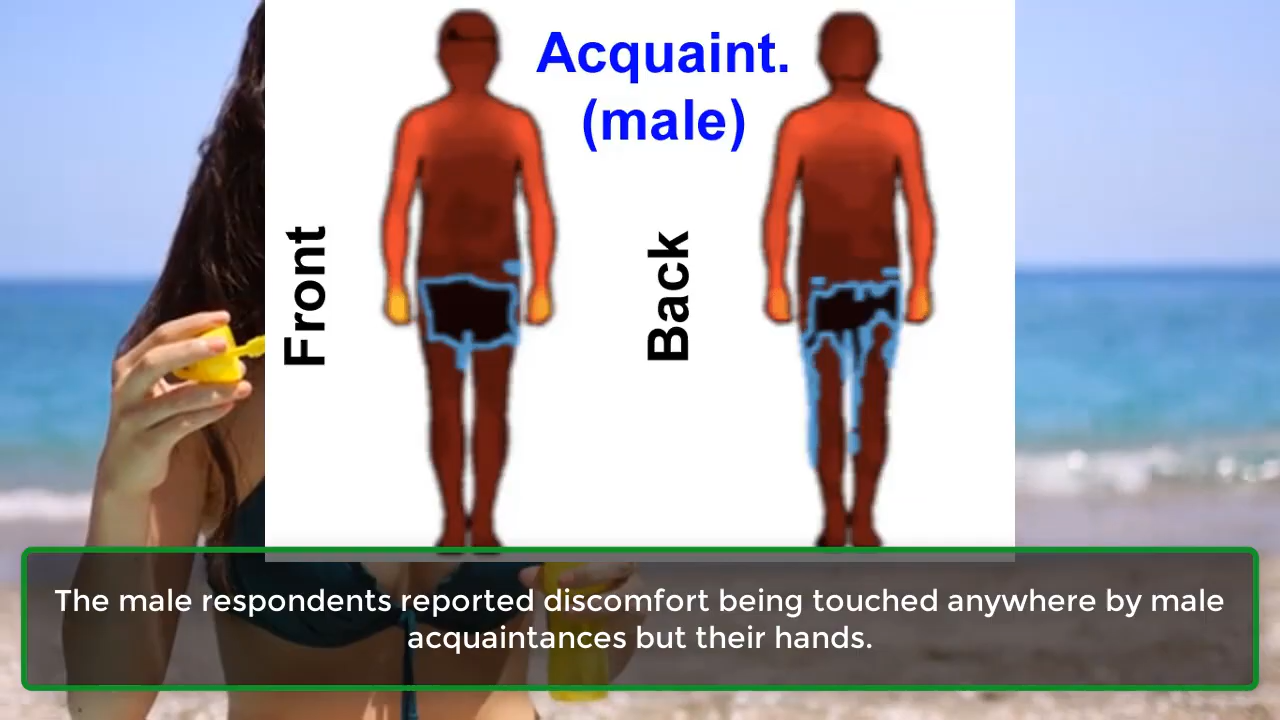 Acquaint.
(male)
Front
Back
The male respondents reported discomfort being touched anywhere by male
acquaintances but their hands.